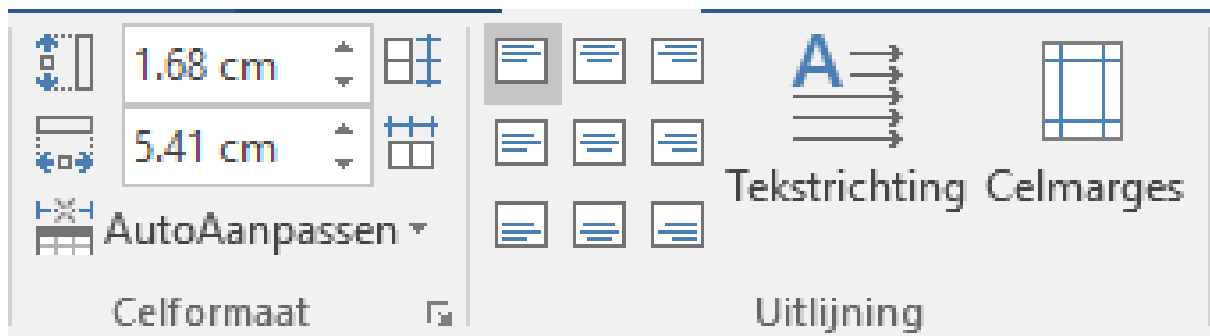 1.68 cm
5.41 cm
AutoAanpassen
Celformaat
A
Tekstrichting
Celmarges
Uitlijning